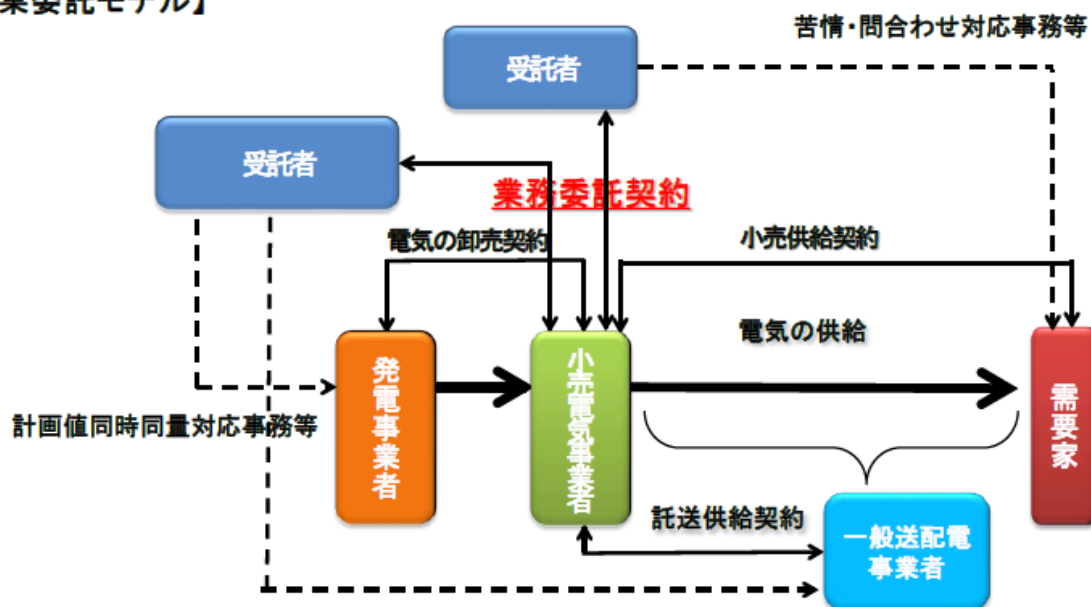 業委託モデル】
苦情・問合わせ対応事務等
受託者
受託者
業務委託契約
電気の卸売契約
小売供給契約
電気の供給
発電事業者
小売電気事業者
需要家
計画値同時同量対応事務等
託送供給契約
一般送配電
事業者